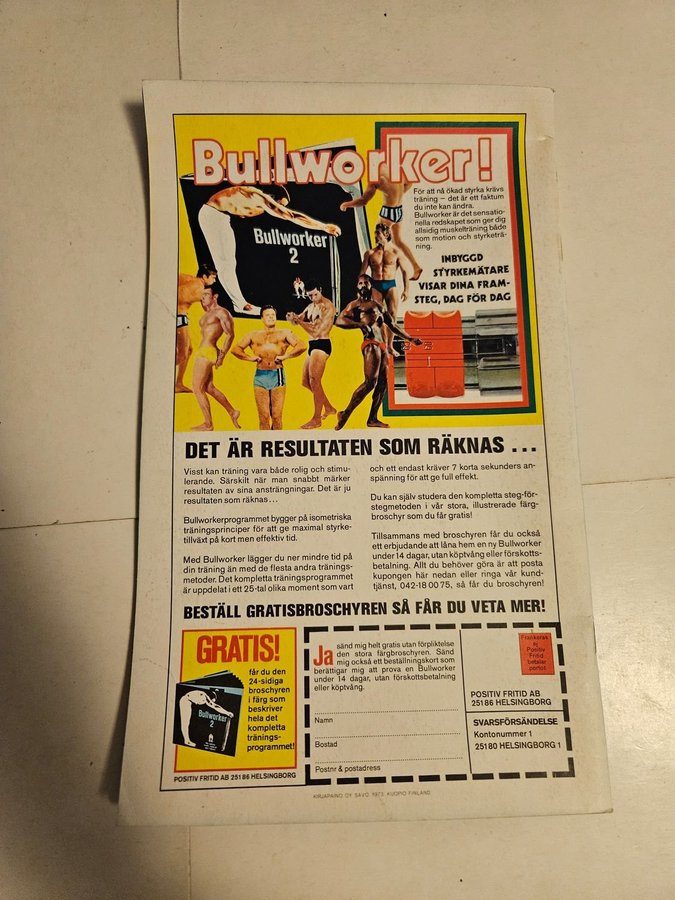 Bullworker!
För att nå ökad styrka krävs
träning – det är ett faktum
du inte kan ändra.
Bullworker är det sensatio-
nella redskapet som ger dig
allsidig muskelträning både
som motion och styrketrä-
ning.
INBYGGD
STYRKEMÄTARE
VISAR DINA FRAM-
STEG, DAG FÖR DAG
Bullworker
2
DET ÄR RESULTATEN SOM RÄKNAS ...
Visst kan träning vara både rolig och stimu-
lerande. Särskilt när man snabbt märker
resultaten av sina ansträngningar. Det är ju
resultaten som räknas...
Bullworkerprogrammet bygger på isometriska
träningsprinciper för att ge maximal styrke-
tillväxt på kort men effektiv tid.
Med Bullworker lägger du ner mindre tid på
din träning än med de flesta andra tränings-
metoder. Det kompletta träningsprogrammet
är uppdelat i ett 25-tal olika moment som vart
och ett endast kräver 7 korta sekunders an-
spänning för att ge full effekt.
Du kan själv studera den kompletta steg-för-
stegmetoden i vår stora, illustrerade färg-
broschyr som du får gratis!
Tillsammans med broschyren får du också
ett erbjudande att låna hem en ny Bullworker
under 14 dagar, utan köptvång eller förskotts-
betalning. Allt du behöver göra är att posta
kupongen här nedan eller ringa vår kund-
tjänst, 042-18 00 75, så får du broschyren!
BESTÄLL GRATISBROSCHYREN SÅ FÅR DU VETA MER!
GRATIS!
får du den
24-sidiga
broschyren
i färg som
beskriver
hela det
kompletta
tränings-
programmet!
Bullworker
2
POSITIV FRITID AB 25186 HELSINGBORG
Ja sänd mig helt gratis utan förpliktelse
den stora färgbroschyren. Sänd
mig också ett beställningskort som
berättigar mig att prova en Bullworker
under 14 dagar, utan förskottsbetalning
eller köptvång.
Namn
Bostad
Postnr & postadress
Frankeras
ej
Positiv
Fritid
betalar
portot
POSITIV FRITID AB
25186 HELSINGBORG
SVARSFÖRSÄNDELSE
Kontonummer 1
25180 HELSINGBORG 1
KIRJAPAINO OY SAVO, 1973, KUOPIO FINLAND